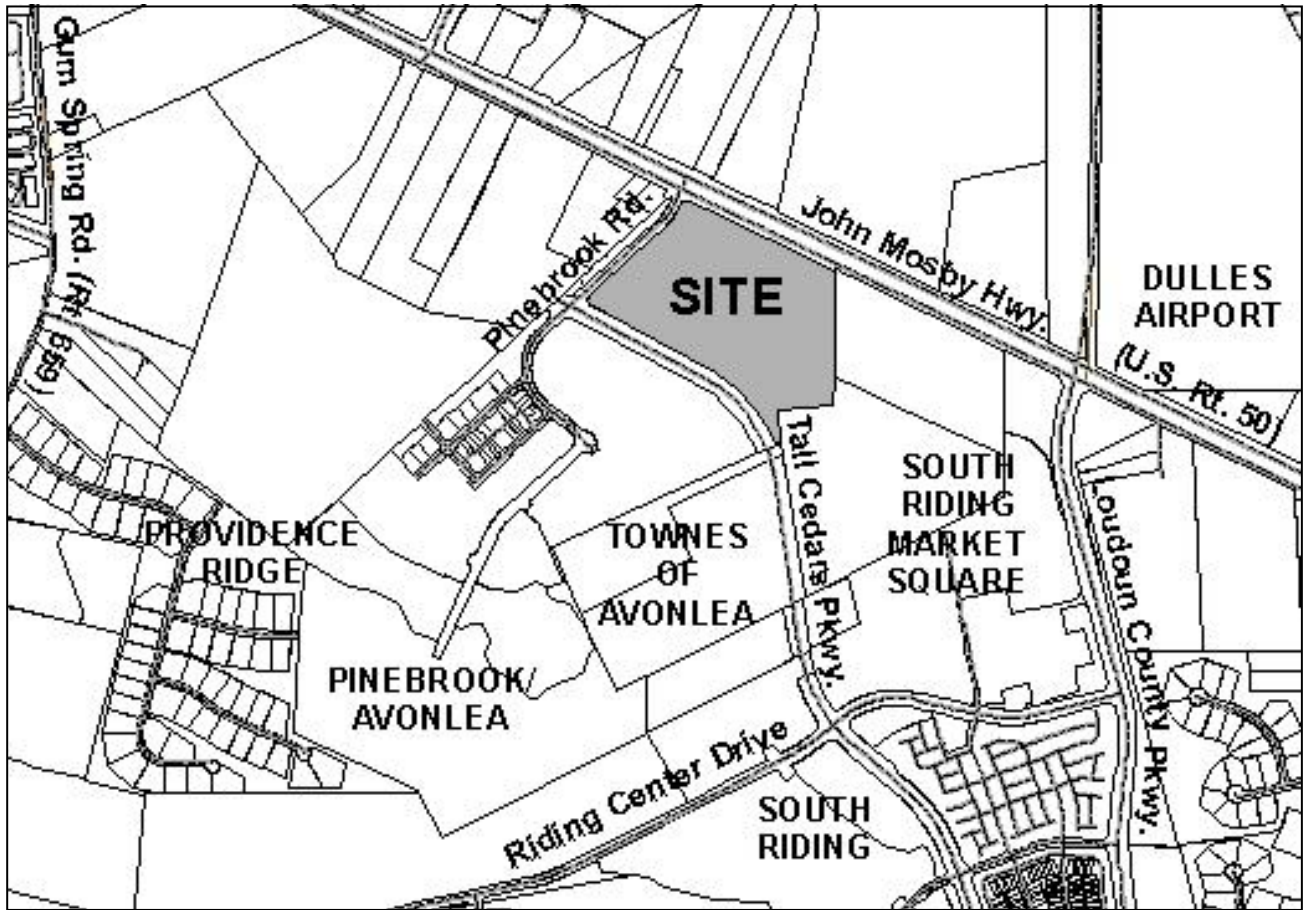 Gum Spring Rd. (Rt 659)
Pinebrook Rd.
John Mosby Hwy.
(U.S. Rt. 50)
SITE
DULLES
AIRPORT
Tall Cedars Pkwy.
SOUTH
RIDING
MARKET
SQUARE
Loudoun County Pkwy.
PROVIDENCE
RIDGE
TOWNES
OF
AVONLEA
PINEBROOK/
AVONLEA
Riding Center Drive
SOUTH
RIDING